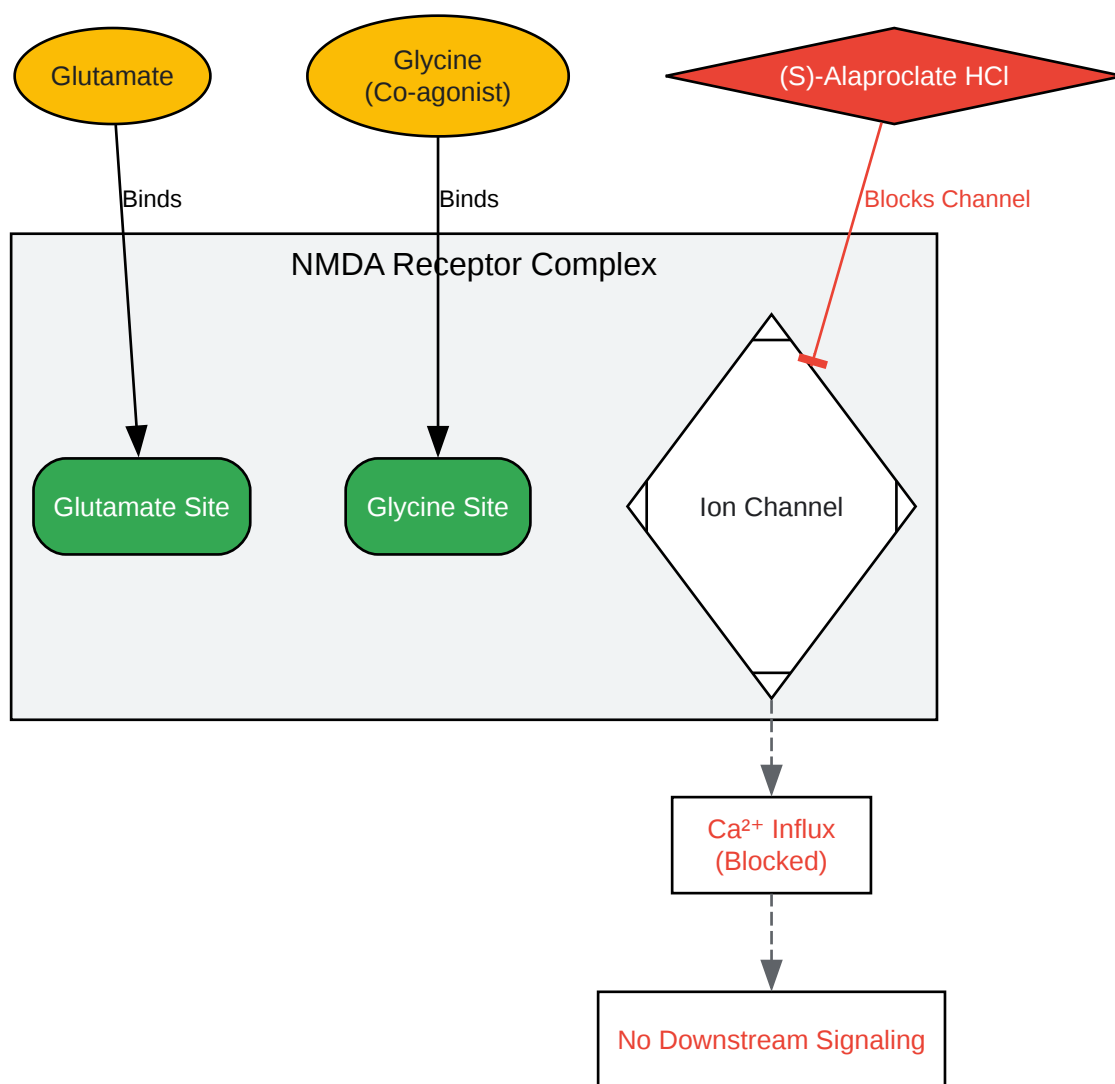 Glutamate
Glycine
(Co-agonist)
(S)-Alaproclate HCl
Binds
Binds
Blocks Channel
NMDA Receptor Complex
Glutamate Site
Glycine Site
Ion Channel
Ca²⁺ Influx
(Blocked)
No Downstream Signaling